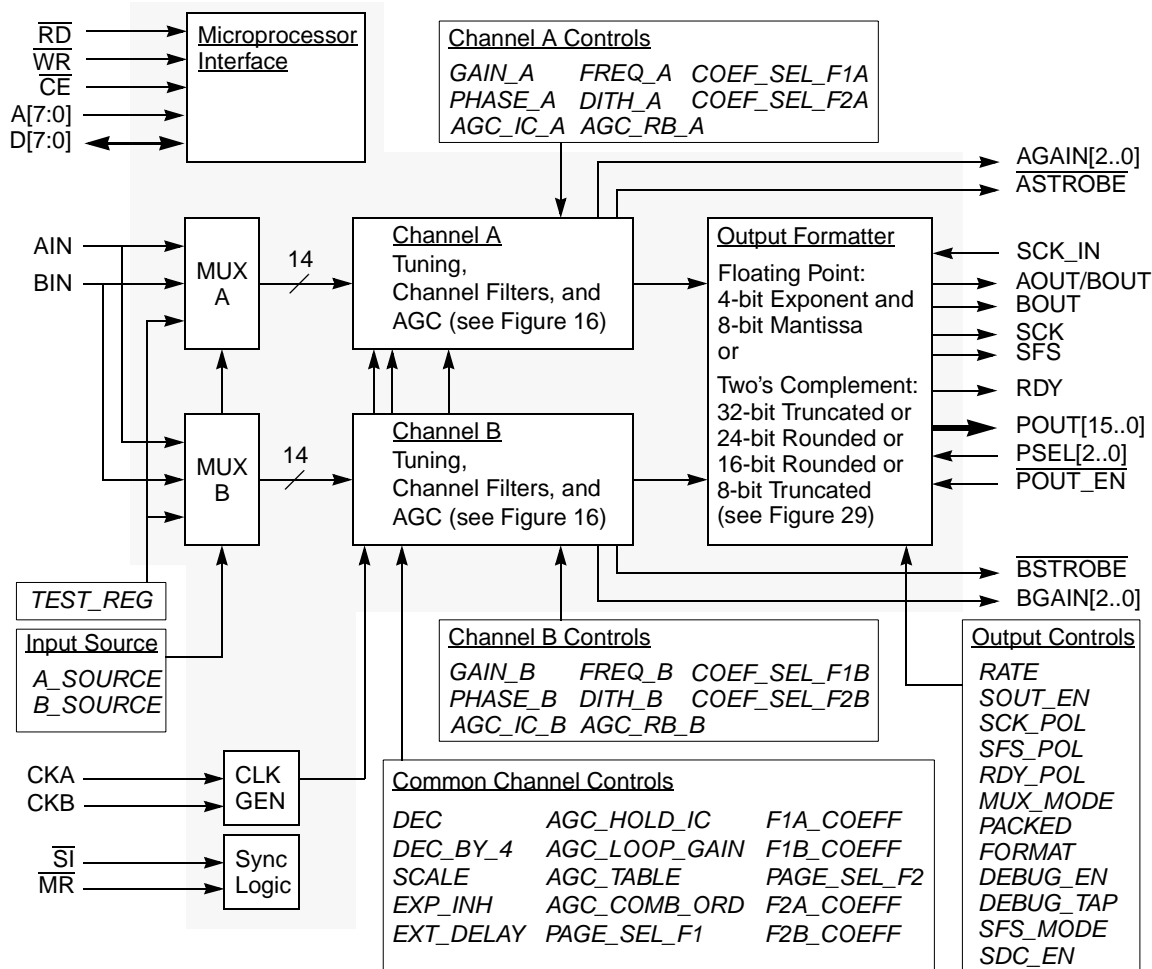 RD
WR
CE
A[7:0]
D[7:0]
Microprocessor
Interface
Channel A Controls
GAIN_A FREQ_A COEF_SEL_F1A
PHASE_A DITH_A COEF_SEL_F2A
AGC_IC_A AGC_RB_A
AGAIN[2..0]
ASTROBE
AIN
BIN
MUX
A
14
Channel A
Tuning,
Channel Filters, and
AGC (see Figure 16)
MUX
B
14
Channel B
Tuning,
Channel Filters, and
AGC (see Figure 16)
Output Formatter
Floating Point:
4-bit Exponent and
8-bit Mantissa
or
Two's Complement:
32-bit Truncated or
24-bit Rounded or
16-bit Rounded or
8-bit Truncated
(see Figure 29)
SCK_IN
AOUT/BOUT
BOUT
SCK
SFS
RDY
POUT[15..0]
PSEL[2..0]
POUT_EN
BSTROBE
BGAIN[2..0]
TEST_REG
Input Source
A_SOURCE
B_SOURCE
Channel B Controls
GAIN_B FREQ_B COEF_SEL_F1B
PHASE_B DITH_B COEF_SEL_F2B
AGC_IC_B AGC_RB_B
Output Controls
RATE
SOUT_EN
SCK_POL
SFS_POL
RDY_POL
MUX_MODE
PACKED
FORMAT
DEBUG_EN
DEBUG_TAP
SFS_MODE
SDC_EN
CKA
CKB
CLK
GEN
SI
MR
Sync
Logic
Common Channel Controls
DEC AGC_HOLD_IC F1A_COEFF
DEC_BY_4 AGC_LOOP_GAIN F1B_COEFF
SCALE AGC_TABLE PAGE_SEL_F2
EXP_INH AGC_COMB_ORD F2A_COEFF
EXT_DELAY PAGE_SEL_F1 F2B_COEFF